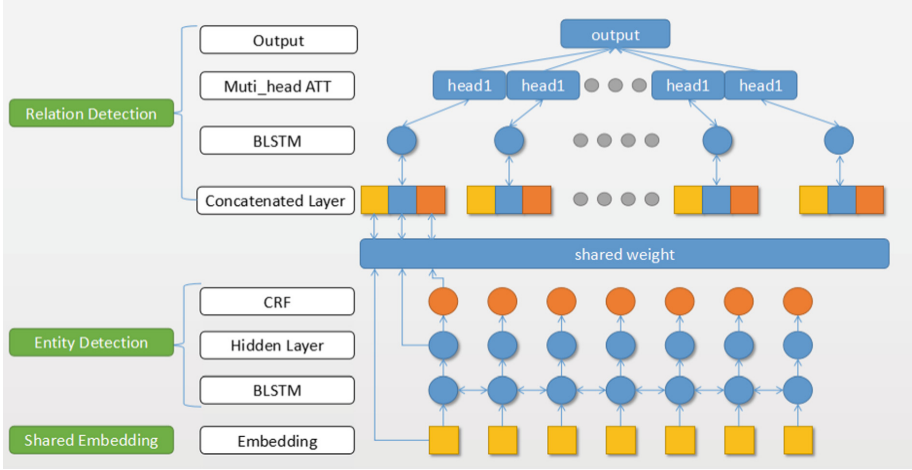 output
Output
Muti_head ATT
head1 head1 head1 head1
Relation Detection
BLSTM
Concatenated Layer
shared weight
CRF
Entity Detection
Hidden Layer
BLSTM
Shared Embedding
Embedding